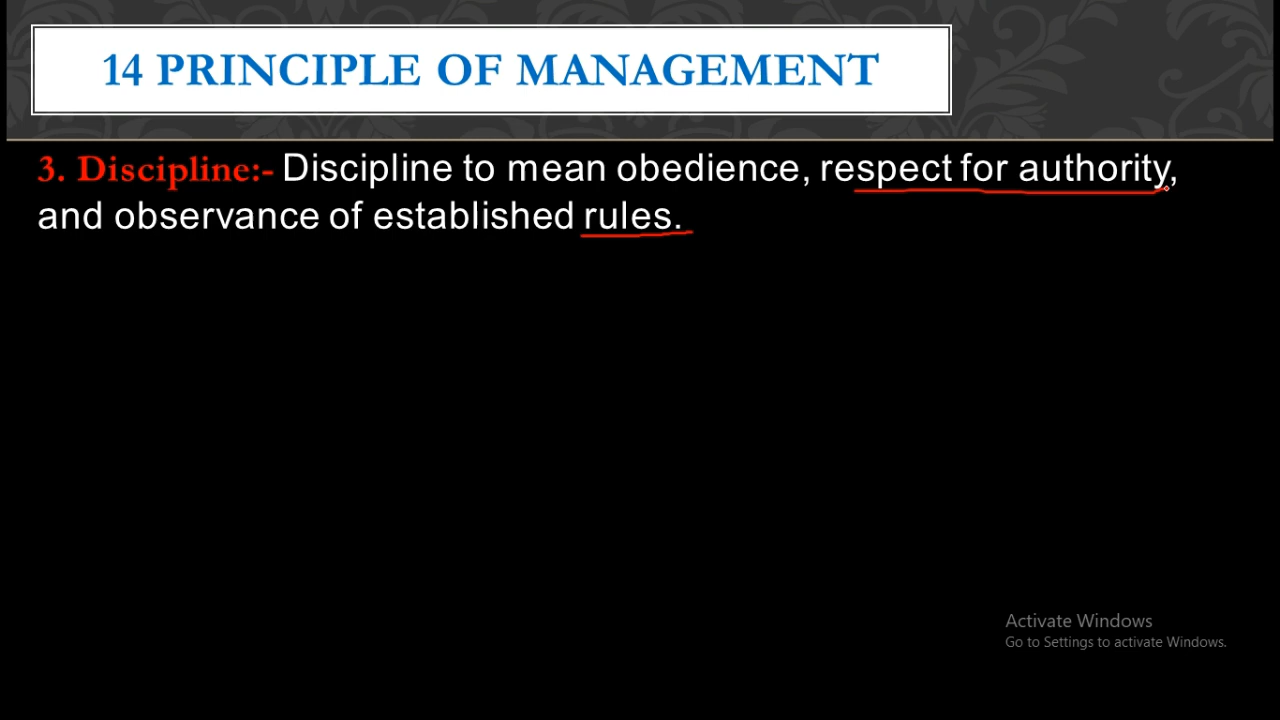 14 PRINCIPLE OF MANAGEMENT
3. Discipline:- Discipline to mean obedience, respect for authority,
and observance of established rules.
Activate Windows
Go to Settings to activate Windows.